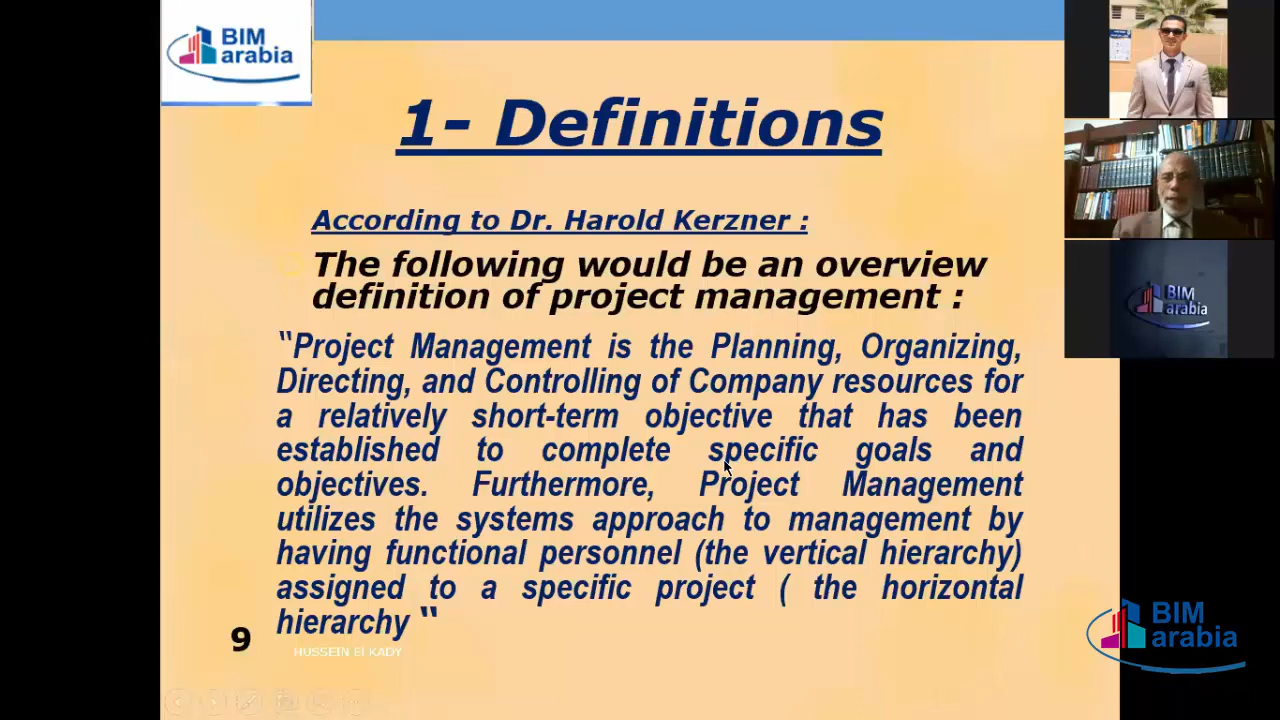 BIM
arabia
1- Definitions
According to Dr. Harold Kerzner :
The following would be an overview
definition of project management :
“Project Management is the Planning, Organizing,
Directing, and Controlling of Company resources for
a relatively short-term objective that has been
established to complete specific goals and
objectives. Furthermore, Project Management
utilizes the systems approach to management by
having functional personnel (the vertical hierarchy)
assigned to a specific project ( the horizontal
hierarchy “
9
HUSSEIN El KADY
BIM
arabia
BIM
arabia